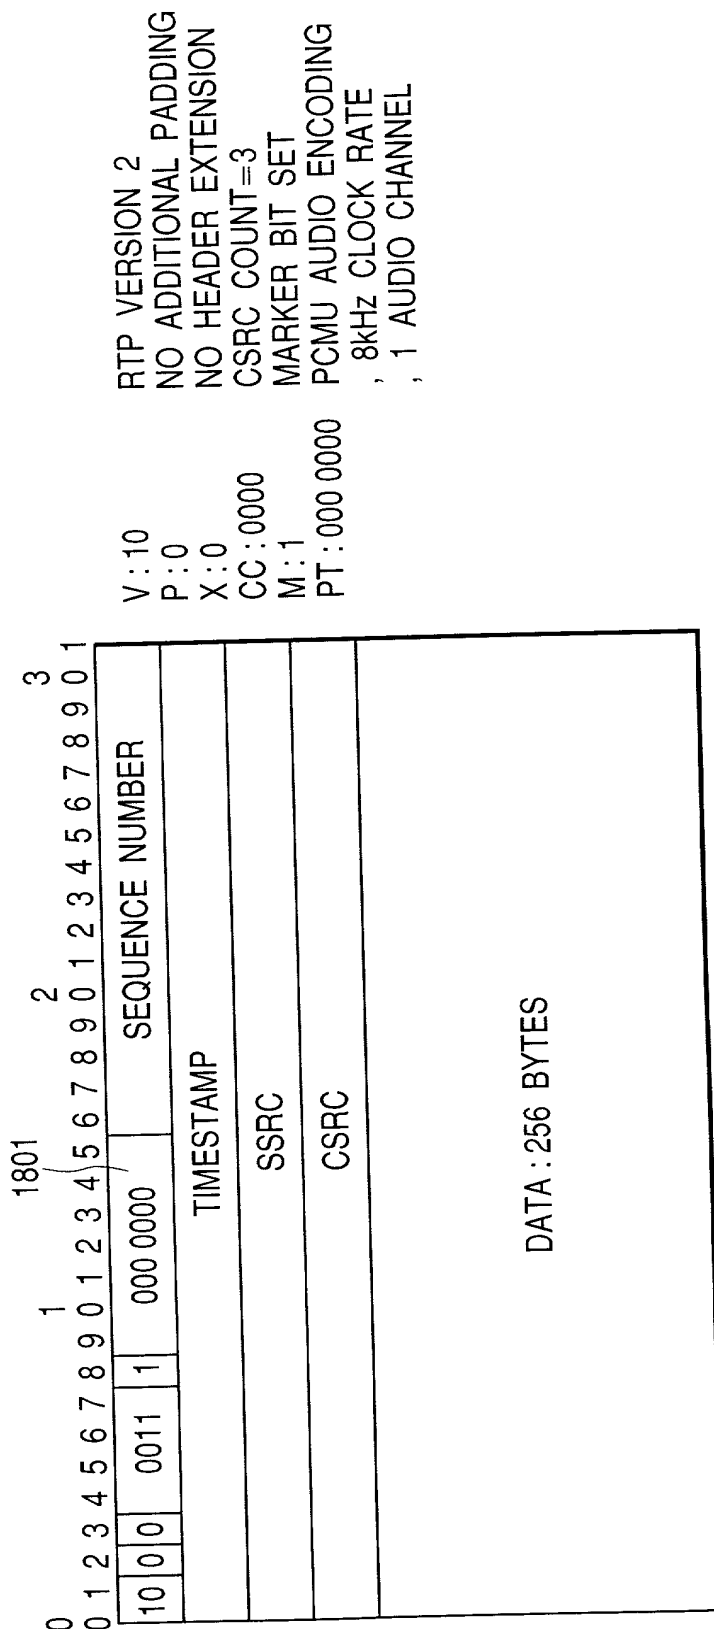 1801
0 1 2 3
0 1 2 3 4 5 6 7 8 9 0 1 2 3 4 5 6 7 8 9 0 1 2 3 4 5 6 7 8 9 0 1
10 0 0 0011 1 000 0000 SEQUENCE NUMBER
TIMESTAMP
SSRC
CSRC
DATA : 256 BYTES
V : 10 RTP VERSION 2
P : 0 NO ADDITIONAL PADDING
X : 0 NO HEADER EXTENSION
CC : 0000 CSRC COUNT=3
M : 1 MARKER BIT SET
PT : 000 0000 PCMU AUDIO ENCODING
, 8kHz CLOCK RATE
, 1 AUDIO CHANNEL